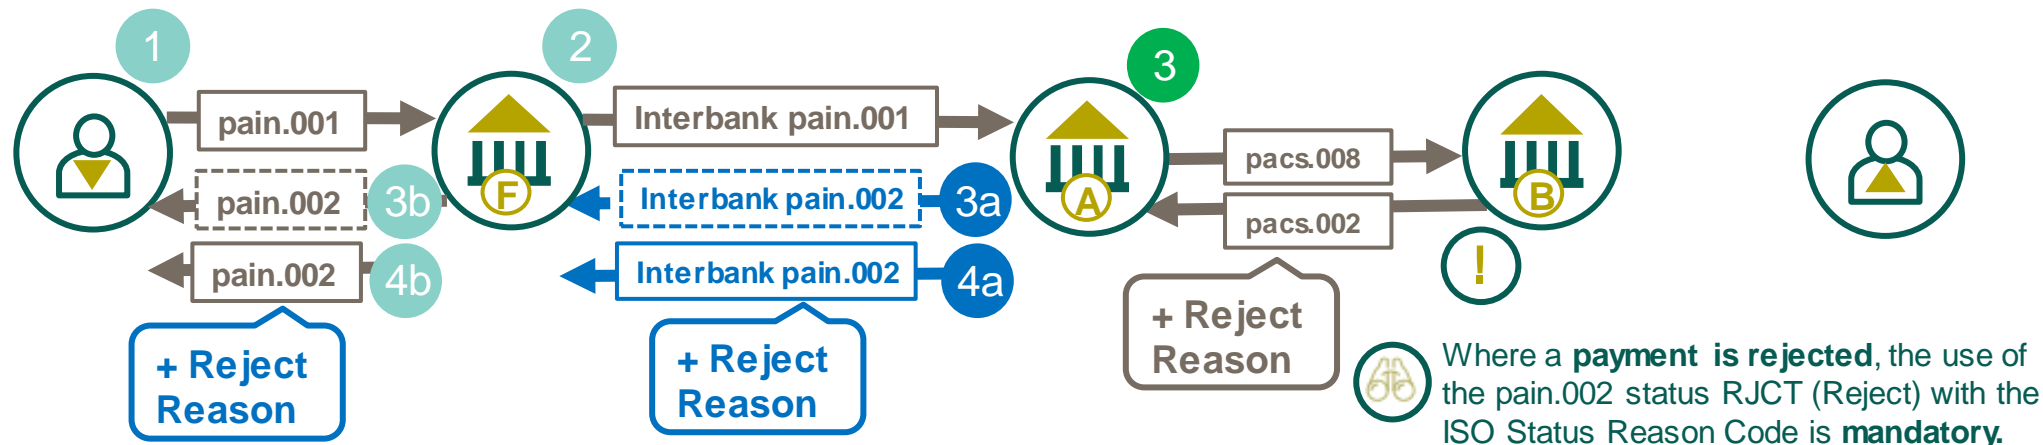 1
2
3
pain.001
Interbank pain.001
pacs.008
F
A
B
pain.002
3b
Interbank pain.002
3a
pacs.002
pain.002
4b
Interbank pain.002
4a
!
+ Reject
Reason
+ Reject
Reason
+ Reject
Reason
Where a payment is rejected, the use of
the pain.002 status RJCT (Reject) with the
ISO Status Reason Code is mandatory.